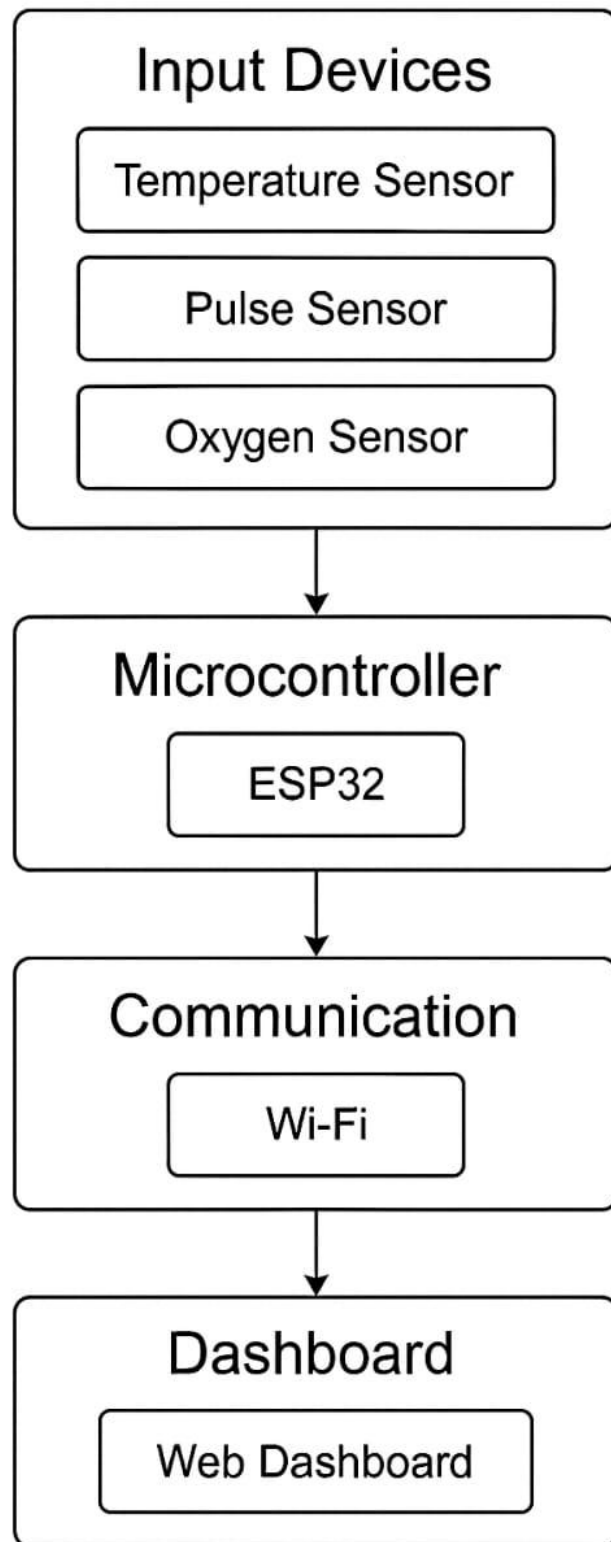 Input Devices
Temperature Sensor
Pulse Sensor
Oxygen Sensor
Microcontroller
ESP32
Communication
Wi-Fi
Dashboard
Web Dashboard